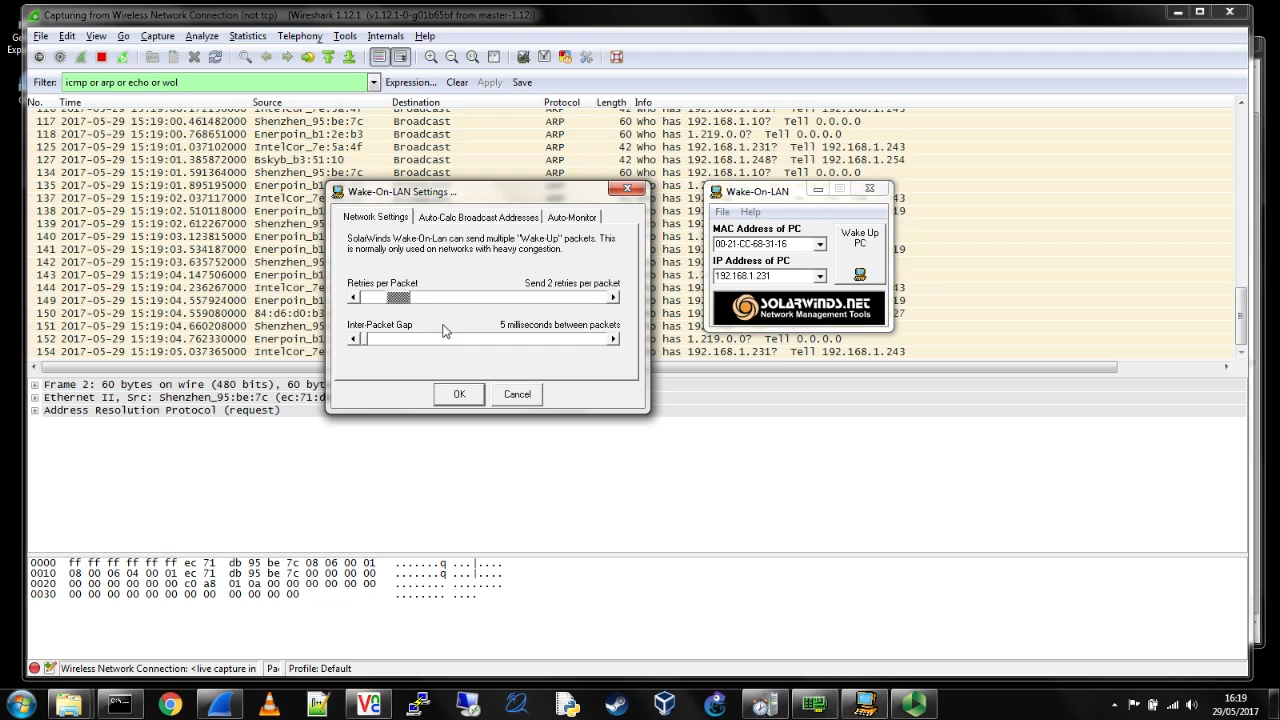 Capturing from Wireless Network Connection (not tcp) [Wireshark 1.12.1 (v1.12.1-0-g01b65bf from master-1.12)]
File Edit View Go Capture Analyze Statistics Telephony Tools Internals Help
Filter: icmp or arp or echo or wol Expression... Clear Apply Save
No. Time Source Destination Protocol Length Info
117 2017-05-29 15:19:00.461482000 Shenzhen_95:be:7c Broadcast ARP 60 Who has 192.168.1.10? Tell 0.0.0.0
118 2017-05-29 15:19:00.768651000 Enerpoin_b1:2e:b3 Broadcast ARP 60 Who has 1.219.0.0? Tell 0.0.0.0
125 2017-05-29 15:19:01.037102000 IntelCor_7e:5a:4f Broadcast ARP 42 Who has 192.168.1.231? Tell 192.168.1.243
127 2017-05-29 15:19:01.385872000 Bskyb_b3:51:10 Broadcast ARP 42 Who has 192.168.1.248? Tell 192.168.1.254
134 2017-05-29 15:19:01.591364000 Shenzhen_95:be:7c Broadcast ARP 60 Who has 192.168.1.10? Tell 0.0.0.0
135 2017-05-29 15:19:01.895195000 Enerpoin_b1
137 2017-05-29 15:19:02.037317000 IntelCor_7e
138 2017-05-29 15:19:02.510118000 Enerpoin_b1
139 2017-05-29 15:19:02.613211000 Shenzhen_95
141 2017-05-29 15:19:03.037191000 IntelCor_7e
142 2017-05-29 15:19:03.123815000 Enerpoin_b1
142 2017-05-29 15:19:03.635752000 Shenzhen_95
143 2017-05-29 15:19:04.147506000 Enerpoin_b1
144 2017-05-29 15:19:04.557924000 Enerpoin_b1
150 2017-05-29 15:19:04.557981000 84:d6:d0:b3
151 2017-05-29 15:19:04.660208000 Shenzhen_95
152 2017-05-29 15:19:04.762330000 Enerpoin_b1 1.219.0.0? Tell 0.0.0.0
154 2017-05-29 15:19:05.037365000 IntelCor_7e 192.168.1.231? Tell 192.168.1.243
Wake-On-LAN Settings ...
Network Settings Auto-Calc Broadcast Addresses Auto-Monitor
SolarWinds Wake-On-Lan can send multiple "Wake-Up" packets. This
is normally only used on networks with heavy congestion.
Retries per Packet Send 2 retries per packet
Inter-Packet Gap 5 milliseconds between packets
OK Cancel
Wake-On-LAN
File Help
MAC Address of PC
00-21-CC-68-31-16
Wake Up
PC
IP Address of PC
192.168.1.231
SOLARWINDS.NET
Network Management Tools
Frame 2: 60 bytes on wire (480 bits), 60 byt
Ethernet II, Src: Shenzhen_95:be:7c (ec:71:d
Address Resolution Protocol (request)
0000 ff ff ff ff ff ff ec 71 db 95 be 7c 08 06 00 01 .......q ...|....
0010 08 00 06 04 00 01 ec 71 db 95 be 7c 00 00 00 00 .......q ...|....
0020 00 00 00 00 00 00 c0 a8 01 0a 00 00 00 00 00 00 ........ ........
0030 00 00 00 00 00 00 00 00 00 00 00 00 ........ ....
Wireless Network Connection: <live capture in Pa Profile: Default
16:19
29/05/2017